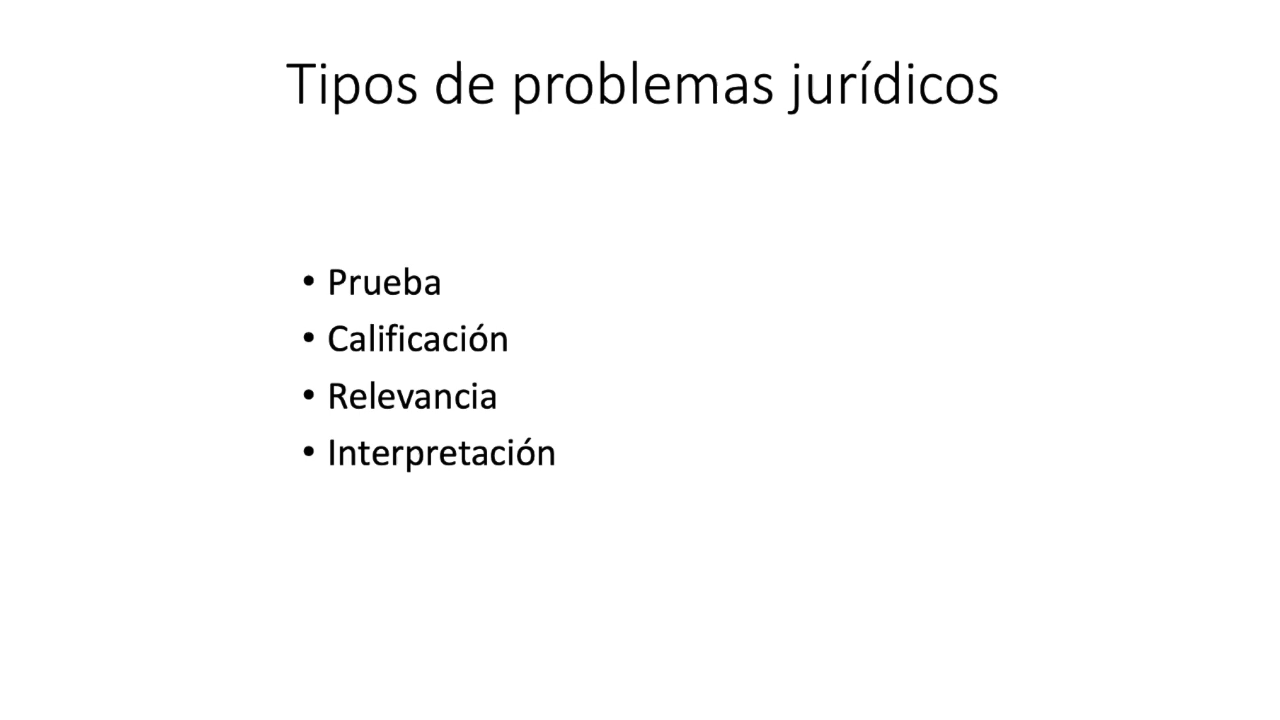 Tipos de problemas jurídicos
• Prueba
• Calificación
• Relevancia
• Interpretación